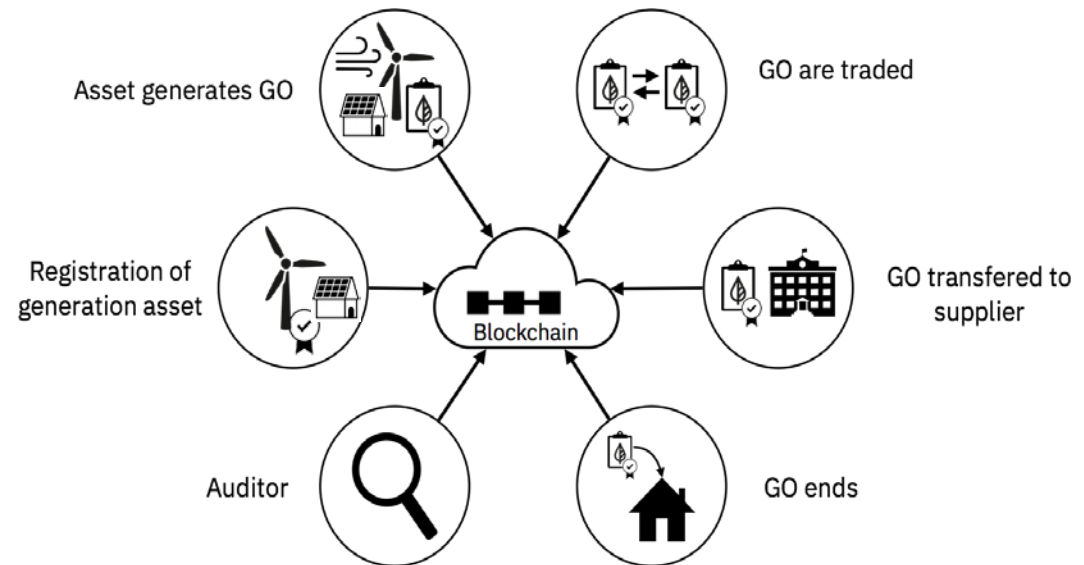 Asset generates GO
GO are traded
Registration of
generation asset
Blockchain
GO transfered to
supplier
Auditor
GO ends